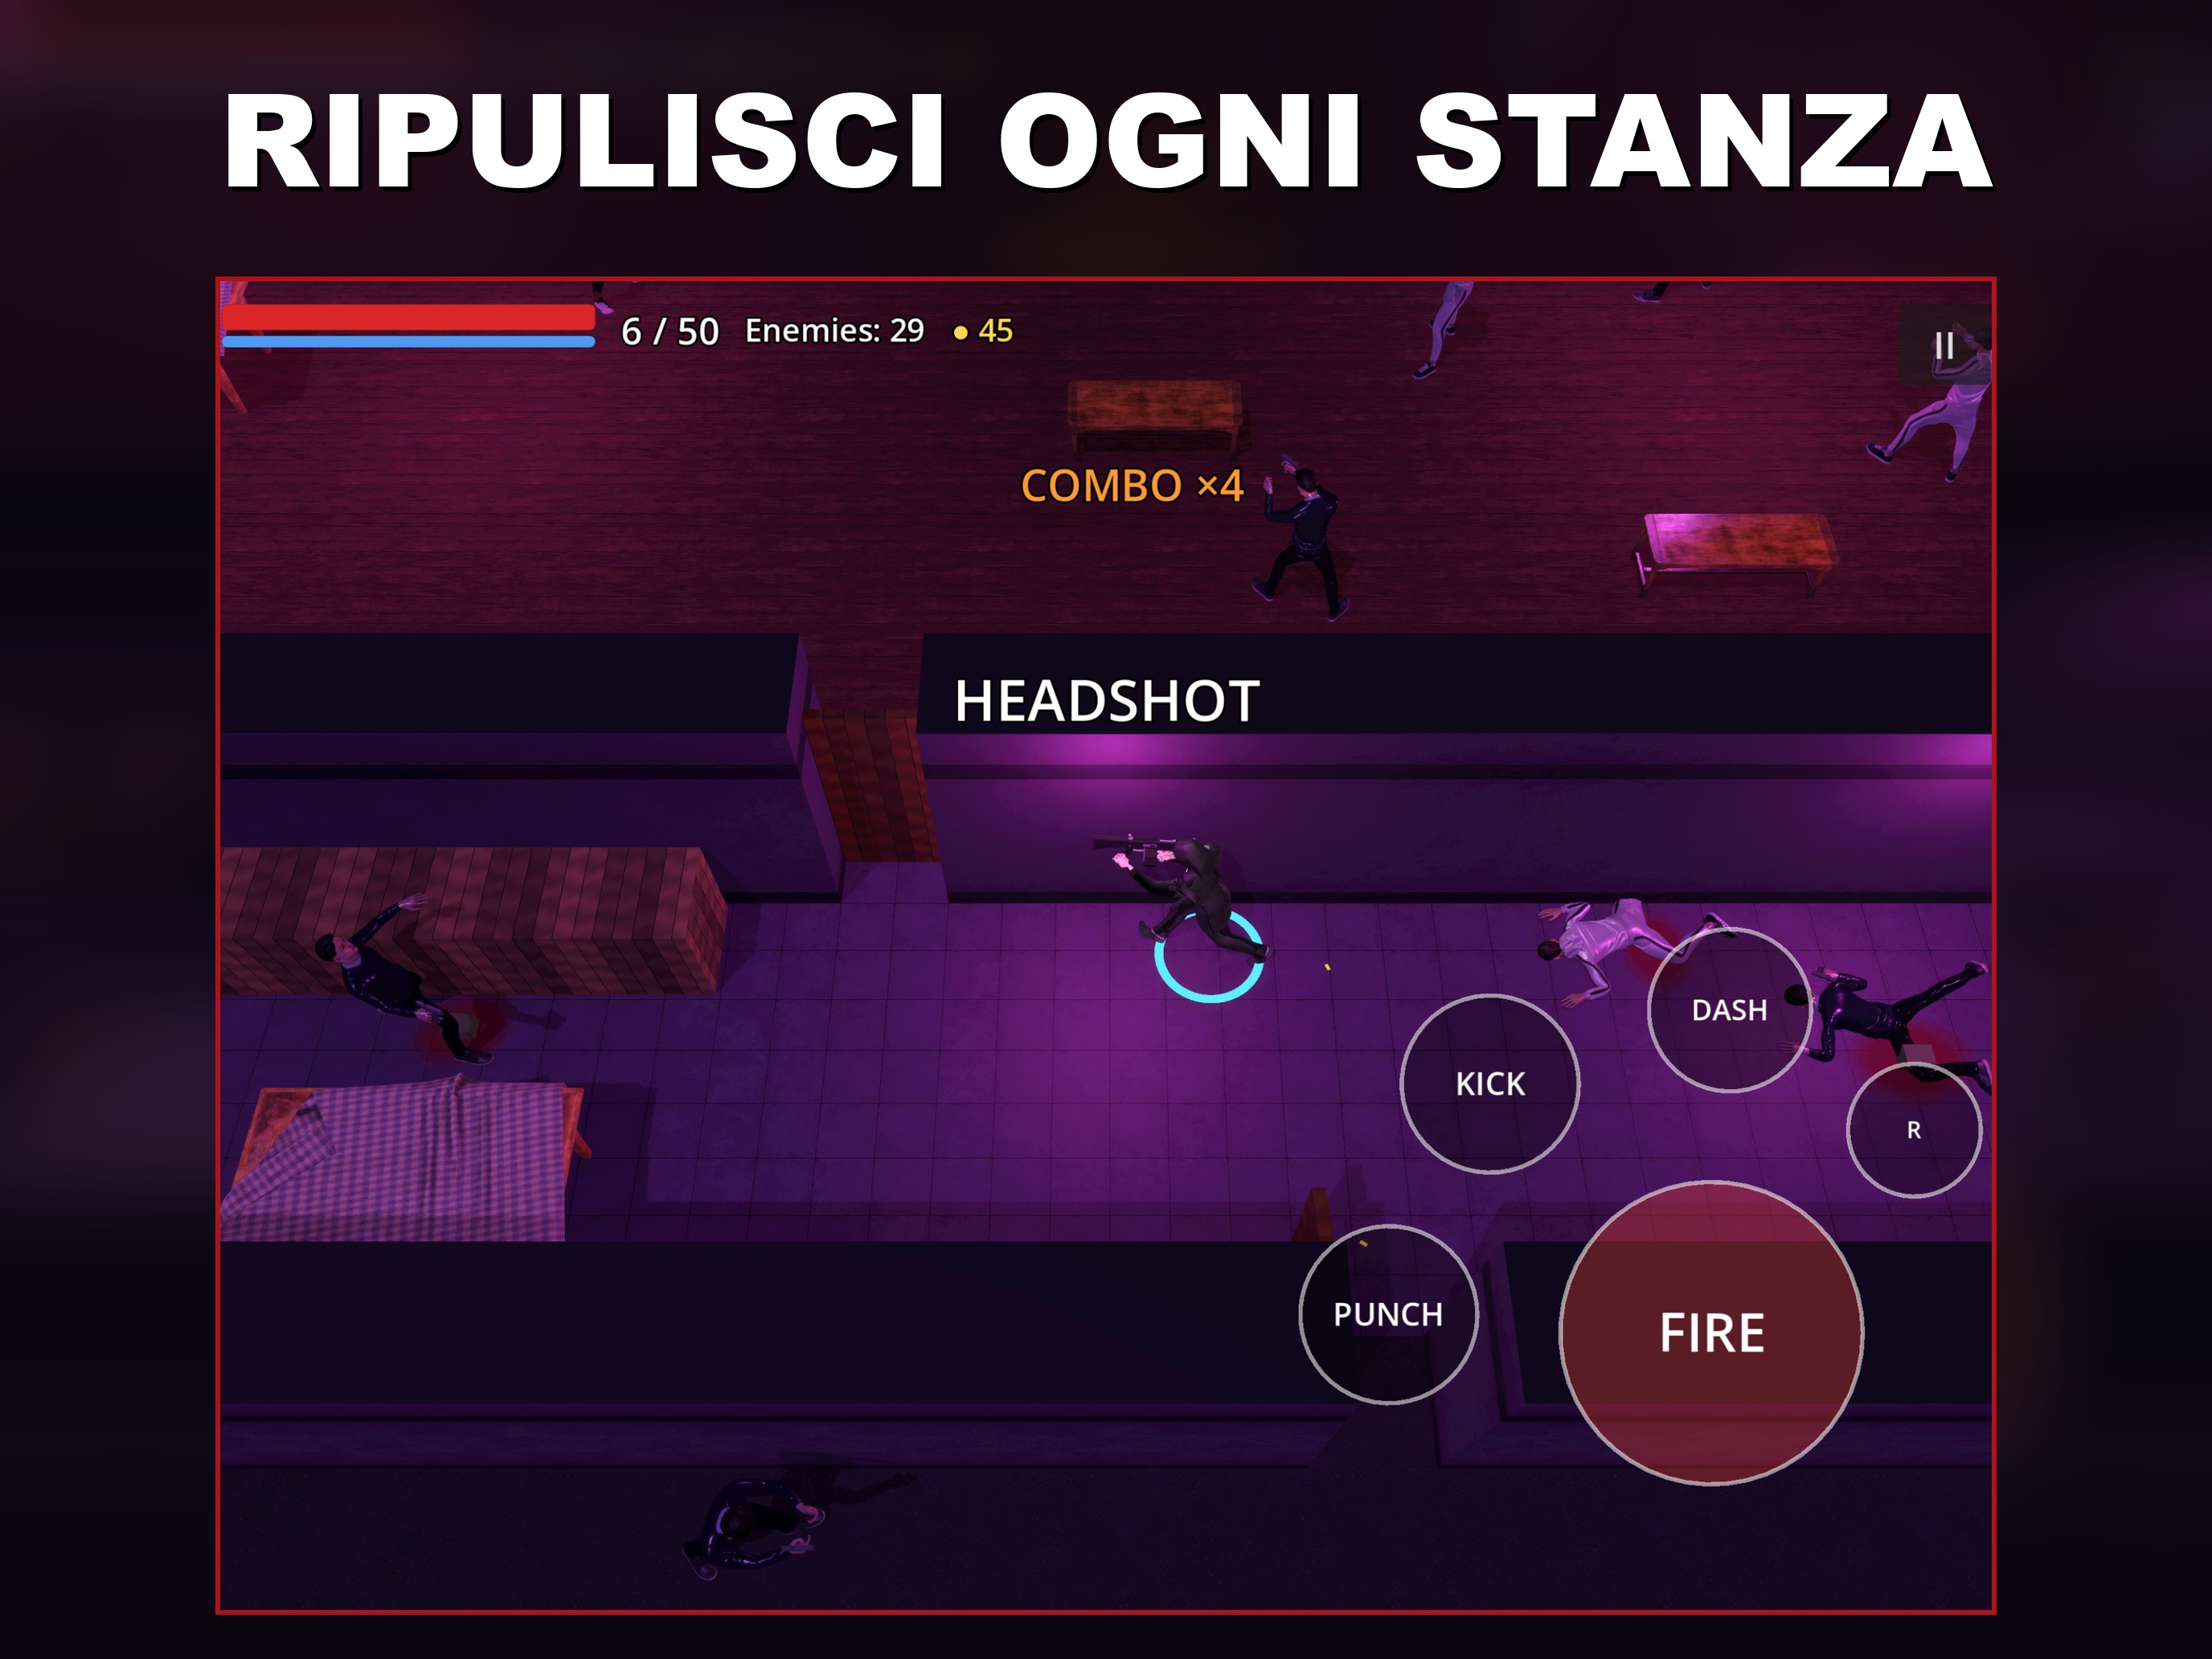 RIPULISCI OGNI STANZA
6 / 50 Enemies: 29 45
COMBO ×4
HEADSHOT
DASH
KICK
R
PUNCH
FIRE